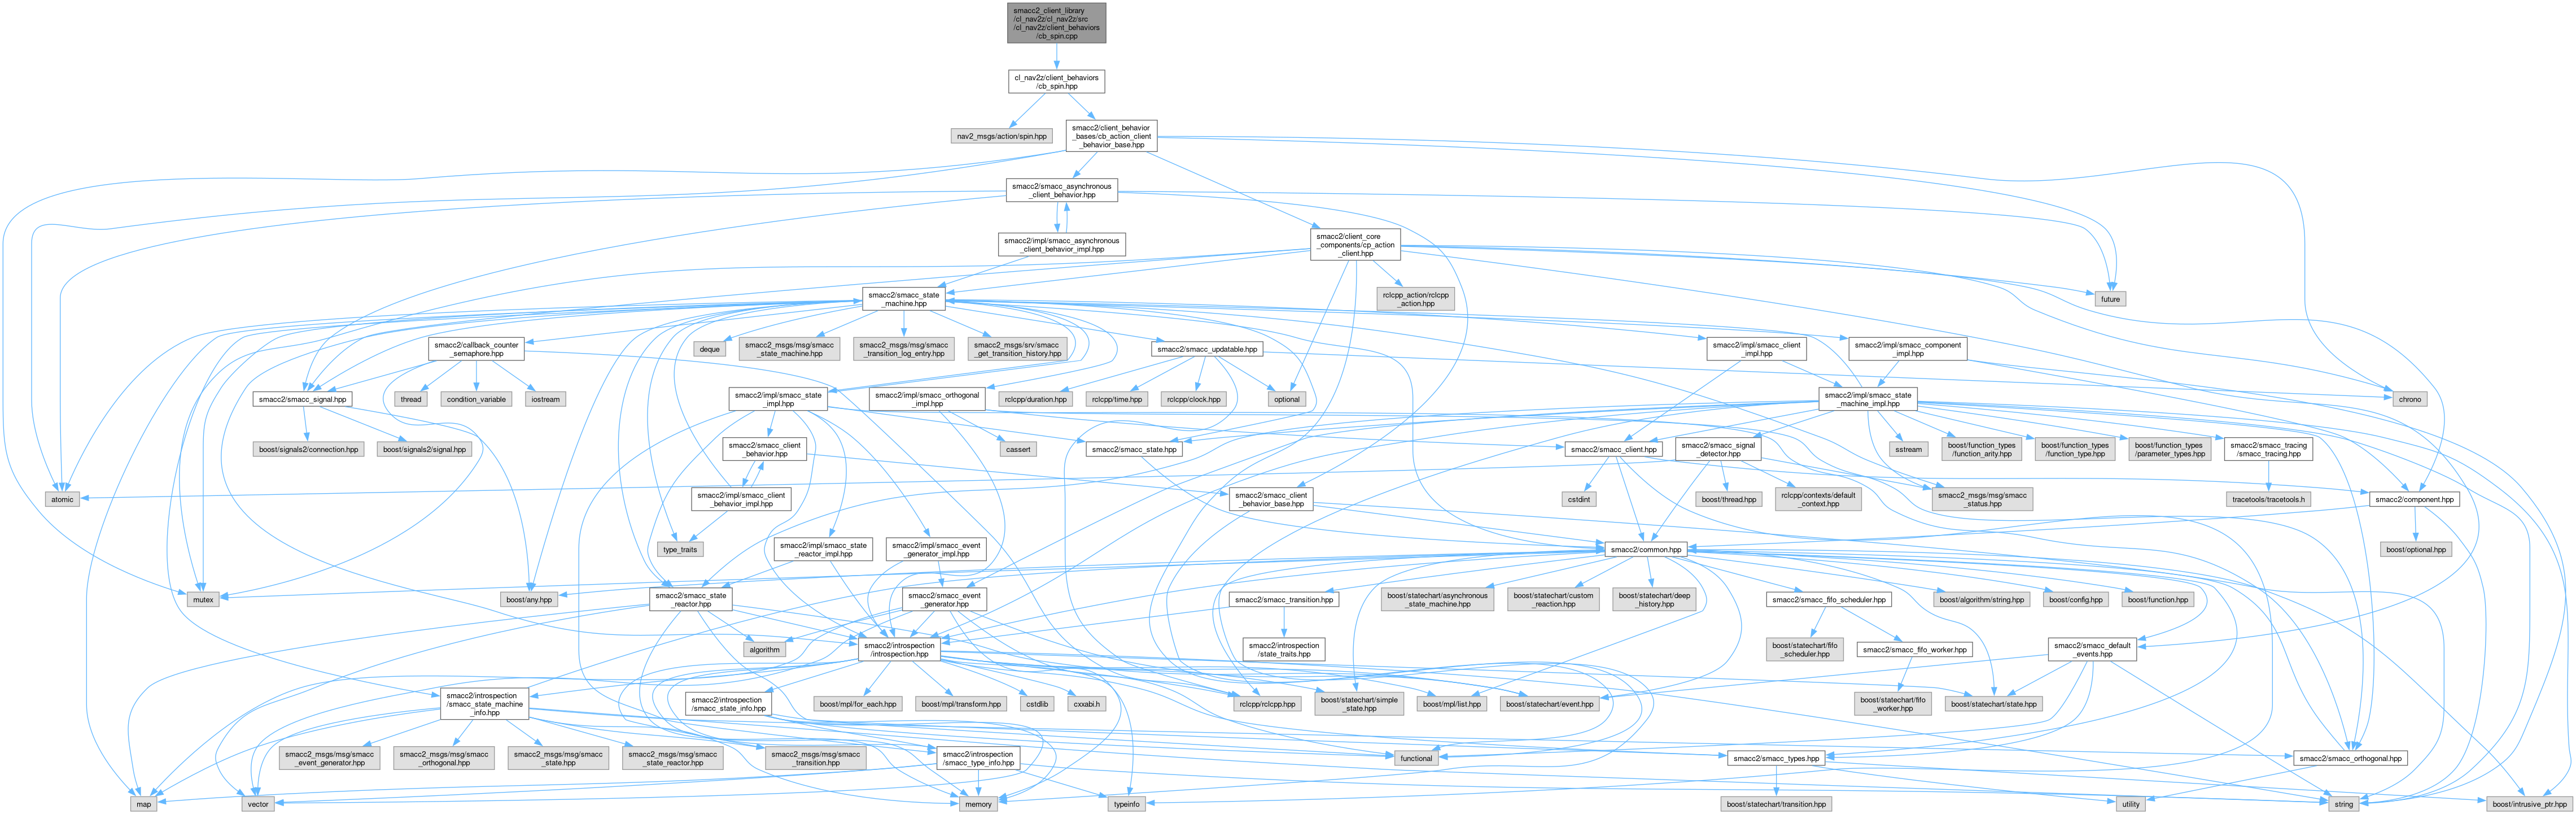 smacc2_client_library
/cl_nav2z/cl_nav2z/src
/cl_nav2z/client_behaviors
/cb_spin.cpp
cl_nav2z/client_behaviors
/cb_spin.hpp
nav2_msgs/action/spin.hpp
smacc2/client_behavior
_bases/cb_action_client
_behavior_base.hpp
smacc2/smacc_asynchronous
_client_behavior.hpp
smacc2/impl/smacc_asynchronous
_client_behavior_impl.hpp
smacc2/client_core
_components/cp_action
_client.hpp
smacc2/smacc_state
_machine.hpp
rclcpp_action/rclcpp
_action.hpp
future
smacc2/callback_counter
_semaphore.hpp
deque
smacc2_msgs/msg/smacc
_state_machine.hpp
smacc2_msgs/msg/smacc
_transition_log_entry.hpp
smacc2_msgs/srv/smacc
_get_transition_history.hpp
smacc2/smacc_updatable.hpp
smacc2/impl/smacc_client
_impl.hpp
smacc2/impl/smacc_component
_impl.hpp
smacc2/smacc_signal.hpp
thread
condition_variable
iostream
smacc2/impl/smacc_state
_impl.hpp
smacc2/impl/smacc_orthogonal
_impl.hpp
rclcpp/duration.hpp
rclcpp/time.hpp
rclcpp/clock.hpp
optional
smacc2/impl/smacc_state
_machine_impl.hpp
chrono
boost/signals2/connection.hpp
boost/signals2/signal.hpp
smacc2/smacc_client
_behavior.hpp
cassert
smacc2/smacc_state.hpp
smacc2/smacc_client.hpp
smacc2/smacc_signal
_detector.hpp
sstream
boost/function_types
/function_arity.hpp
boost/function_types
/function_type.hpp
boost/function_types
/parameter_types.hpp
smacc2/smacc_tracing
/smacc_tracing.hpp
atomic
smacc2/impl/smacc_client
_behavior_impl.hpp
smacc2/smacc_client
_behavior_base.hpp
cstdint
boost/thread.hpp
rclcpp/contexts/default
_context.hpp
smacc2_msgs/msg/smacc
_status.hpp
tracetools/tracetools.h
smacc2/component.hpp
type_traits
smacc2/impl/smacc_state
_reactor_impl.hpp
smacc2/impl/smacc_event
_generator_impl.hpp
smacc2/common.hpp
boost/optional.hpp
mutex
boost/any.hpp
smacc2/smacc_state
_reactor.hpp
smacc2/smacc_event
_generator.hpp
smacc2/smacc_transition.hpp
boost/statechart/asynchronous
_state_machine.hpp
boost/statechart/custom
_reaction.hpp
boost/statechart/deep
_history.hpp
smacc2/smacc_fifo_scheduler.hpp
boost/algorithm/string.hpp
boost/config.hpp
boost/function.hpp
algorithm
smacc2/introspection
/introspection.hpp
smacc2/introspection
/state_traits.hpp
boost/statechart/fifo
_scheduler.hpp
smacc2/smacc_fifo_worker.hpp
smacc2/smacc_default
_events.hpp
smacc2/introspection
/smacc_state_machine
_info.hpp
smacc2/introspection
/smacc_state_info.hpp
boost/mpl/for_each.hpp
boost/mpl/transform.hpp
cstdlib
cxxabi.h
rclcpp/rclcpp.hpp
boost/statechart/simple
_state.hpp
boost/mpl/list.hpp
boost/statechart/event.hpp
boost/statechart/fifo
_worker.hpp
boost/statechart/state.hpp
smacc2_msgs/msg/smacc
_event_generator.hpp
smacc2_msgs/msg/smacc
_orthogonal.hpp
smacc2_msgs/msg/smacc
_state.hpp
smacc2_msgs/msg/smacc
_state_reactor.hpp
smacc2_msgs/msg/smacc
_transition.hpp
smacc2/introspection
/smacc_type_info.hpp
functional
smacc2/smacc_types.hpp
smacc2/smacc_orthogonal.hpp
map
vector
memory
typeinfo
boost/statechart/transition.hpp
utility
string
boost/intrusive_ptr.hpp